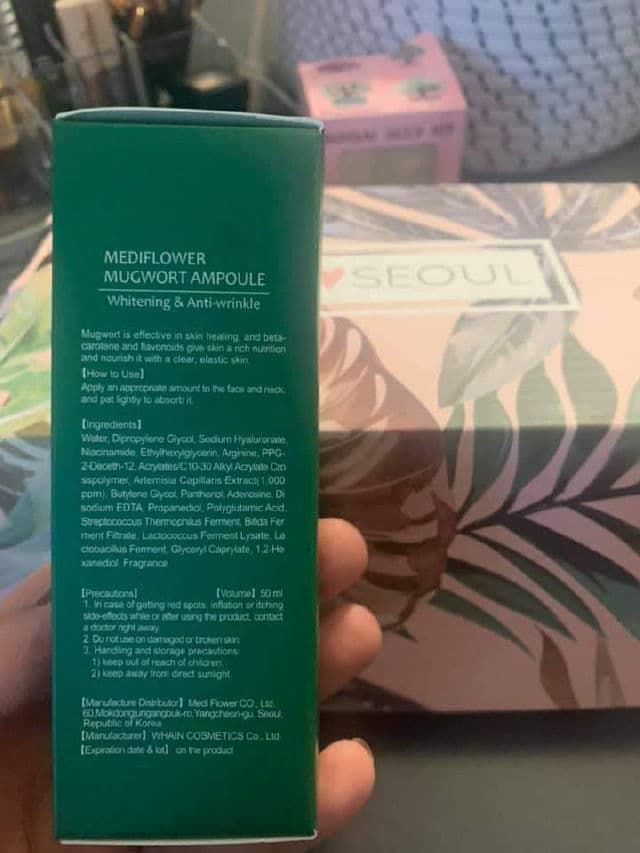 MEDIFLOWER
MUGWORT AMPOULE
Whitening & Anti-wrinkle
Mugwort is effective in skin healing, and beta-
carotene and flavonoids give skin a rich nutrition
and nourish it with a clear, elastic skin.
[How to Use]
Apply an appropriate amount to the face and neck,
and pat lightly to absorb it.
[Ingredients]
Water, Dipropylene Glycol, Sodium Hyaluronate,
Niacinamide, Ethylhexylglycerin, Arginine, PPG-
2-Deceth-12, Acrylates/C10-30 Alkyl Acrylate Cro
sspolymer, Artemisia Capillaris Extract(1,000
ppm), Butylene Glycol, Panthenol, Adenosine, Di
sodium EDTA, Propanediol, Polyglutamic Acid,
Streptococcus Thermophilus Ferment, Bifida Fer
ment Filtrate, Lactococcus Ferment Lysate, La
ctobacillus Ferment, Glyceryl Caprylate, 1,2-He
xanediol, Fragrance
[Precautions] [Volume] 50 ml
1. In case of getting red spots, inflation or itching
side-effects while or after using the product, contact
a doctor right away
2. Do not use on damaged or broken skin
3. Handling and storage precautions:
1) keep out of reach of children
2) keep away from direct sunlight
[Manufacture Distributor] Medi Flower CO., Ltd.
60,Mokdongjungangbuk-ro,Yangcheon-gu, Seoul,
Republic of Korea
[Manufacturer] WHAIN COSMETICS Co., Ltd
[Expiration date & lot] on the product
SEOUL